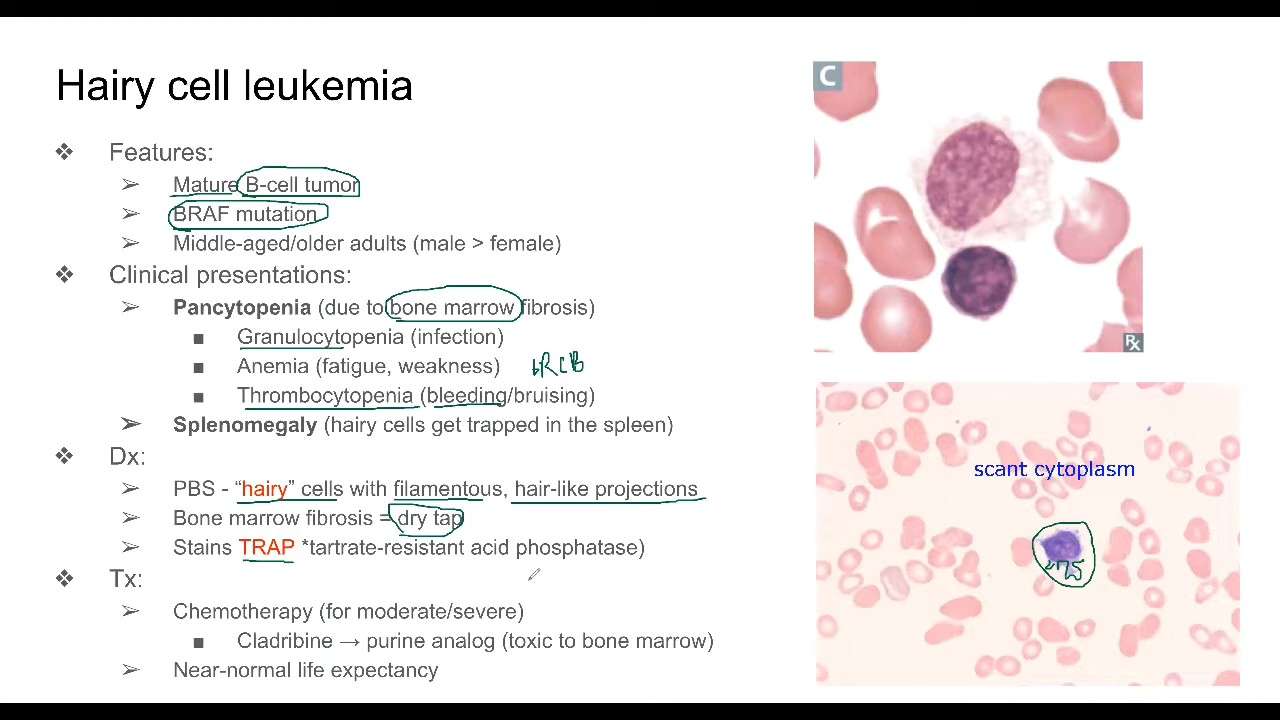 Hairy cell leukemia
❖ Features:
➢ Mature B-cell tumor
➢ BRAF mutation
➢ Middle-aged/older adults (male > female)
❖ Clinical presentations:
➢ Pancytopenia (due to bone marrow fibrosis)
■ Granulocytopenia (infection)
■ Anemia (fatigue, weakness)
■ Thrombocytopenia (bleeding/bruising)
➢ Splenomegaly (hairy cells get trapped in the spleen)
❖ Dx:
➢ PBS - “hairy” cells with filamentous, hair-like projections
➢ Bone marrow fibrosis = dry tap
➢ Stains TRAP *tartrate-resistant acid phosphatase)
❖ Tx:
➢ Chemotherapy (for moderate/severe)
■ Cladribine → purine analog (toxic to bone marrow)
➢ Near-normal life expectancy
C
Rx
scant cytoplasm